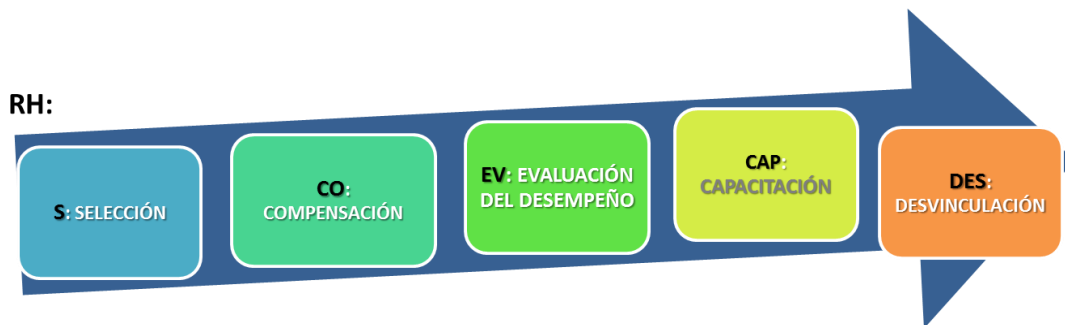 RH:
S: SELECCIÓN
CO:
COMPENSACIÓN
EV: EVALUACIÓN
DEL DESEMPEÑO
CAP:
CAPACITACIÓN
DES:
DESVINCULACIÓN